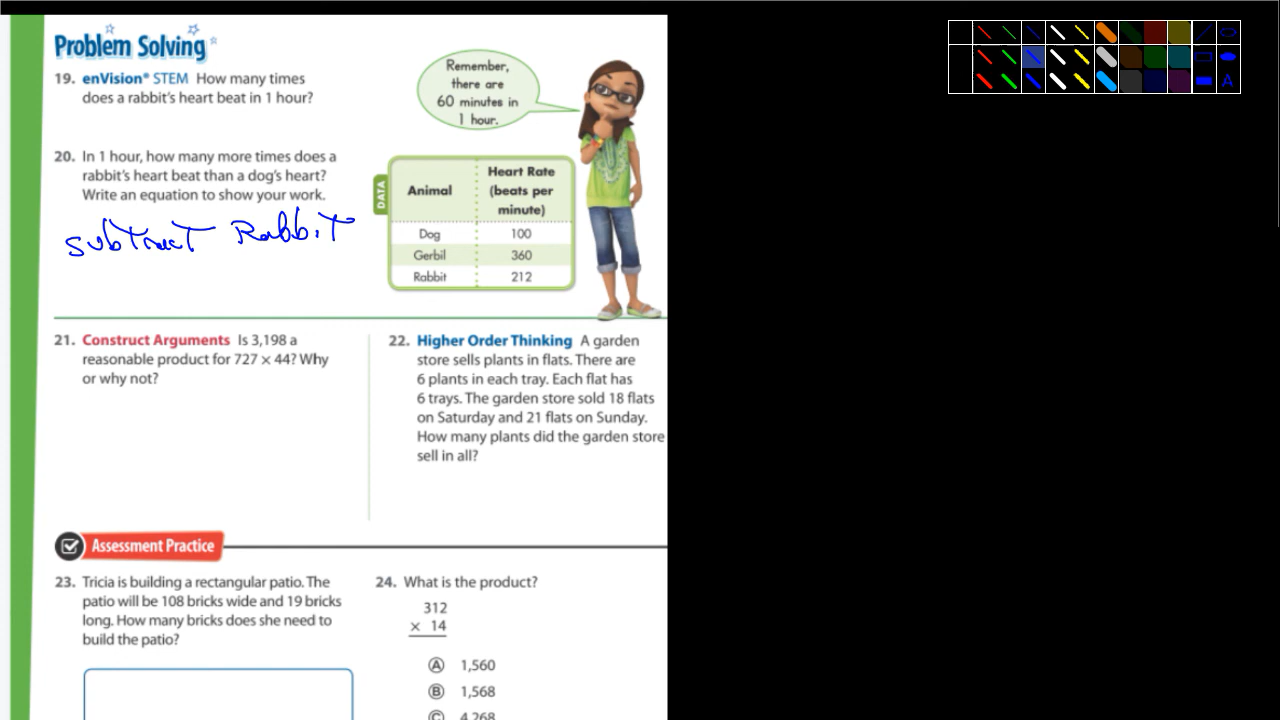 Problem Solving
19. enVision® STEM How many times
does a rabbit's heart beat in 1 hour?
Remember,
there are
60 minutes in
1 hour.
20. In 1 hour, how many more times does a
rabbit's heart beat than a dog's heart?
Write an equation to show your work.
subtract Rabbit
DATA
Animal
Heart Rate
(beats per
minute)
Dog 100
Gerbil 360
Rabbit 212
21. Construct Arguments Is 3,198 a
reasonable product for 727 × 44? Why
or why not?
22. Higher Order Thinking A garden
store sells plants in flats. There are
6 plants in each tray. Each flat has
6 trays. The garden store sold 18 flats
on Saturday and 21 flats on Sunday.
How many plants did the garden store
sell in all?
Assessment Practice
23. Tricia is building a rectangular patio. The
patio will be 108 bricks wide and 19 bricks
long. How many bricks does she need to
build the patio?
24. What is the product?
312
× 14
A 1,560
B 1,568
C 4,268
A